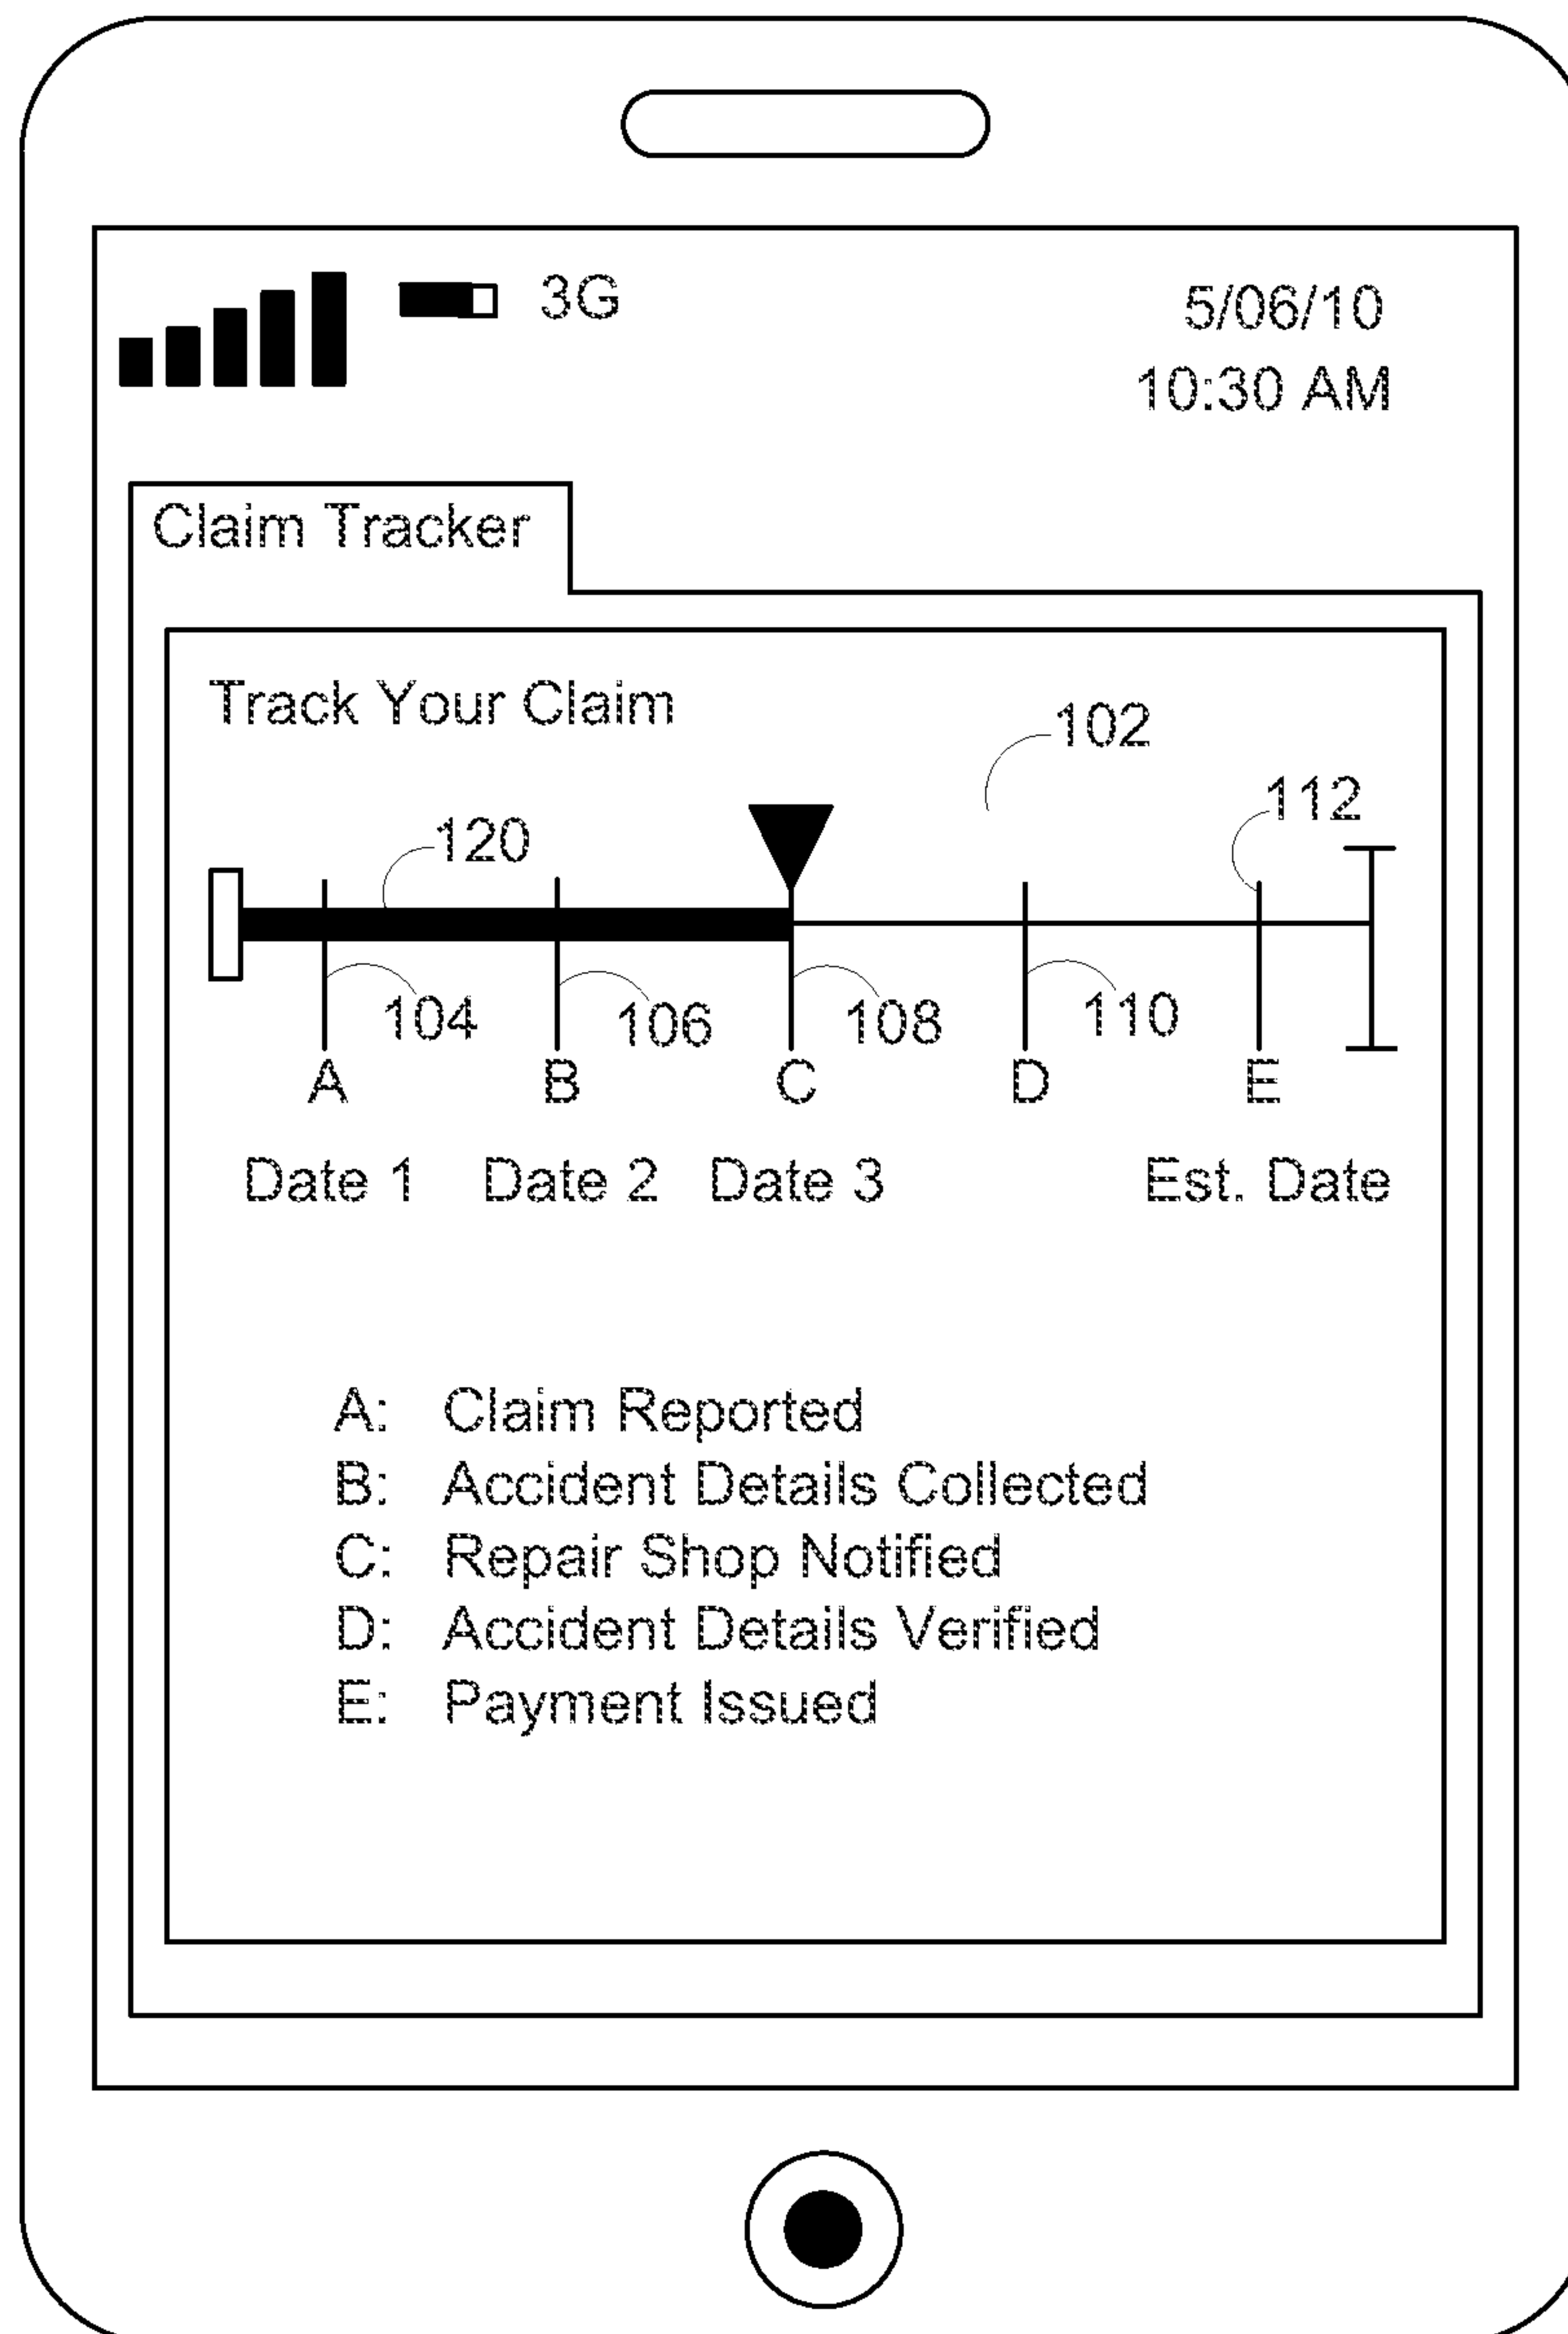 3G
5/06/10
10:30 AM
Claim Tracker
Track Your Claim
102
112
120
104
106
108
110
A B C D E
Date 1 Date 2 Date 3 Est. Date
A: Claim Reported
B: Accident Details Collected
C: Repair Shop Notified
D: Accident Details Verified
E: Payment Issued